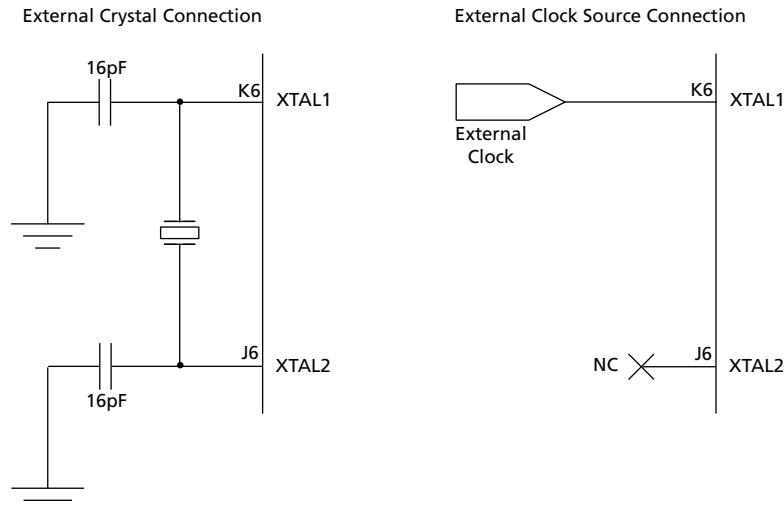 External Crystal Connection
16pF
K6
XTAL1
J6
XTAL2
16pF
External Clock Source Connection
K6
XTAL1
External
Clock
NC
J6
XTAL2